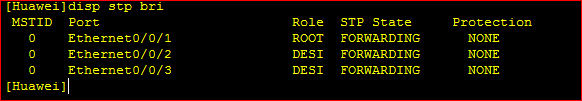 [Huawei]disp stp bri
MSTID  Port                        Role  STP State     Protection
0    Ethernet0/0/1               ROOT  FORWARDING      NONE
0    Ethernet0/0/2               DESI  FORWARDING      NONE
0    Ethernet0/0/3               DESI  FORWARDING      NONE
[Huawei]